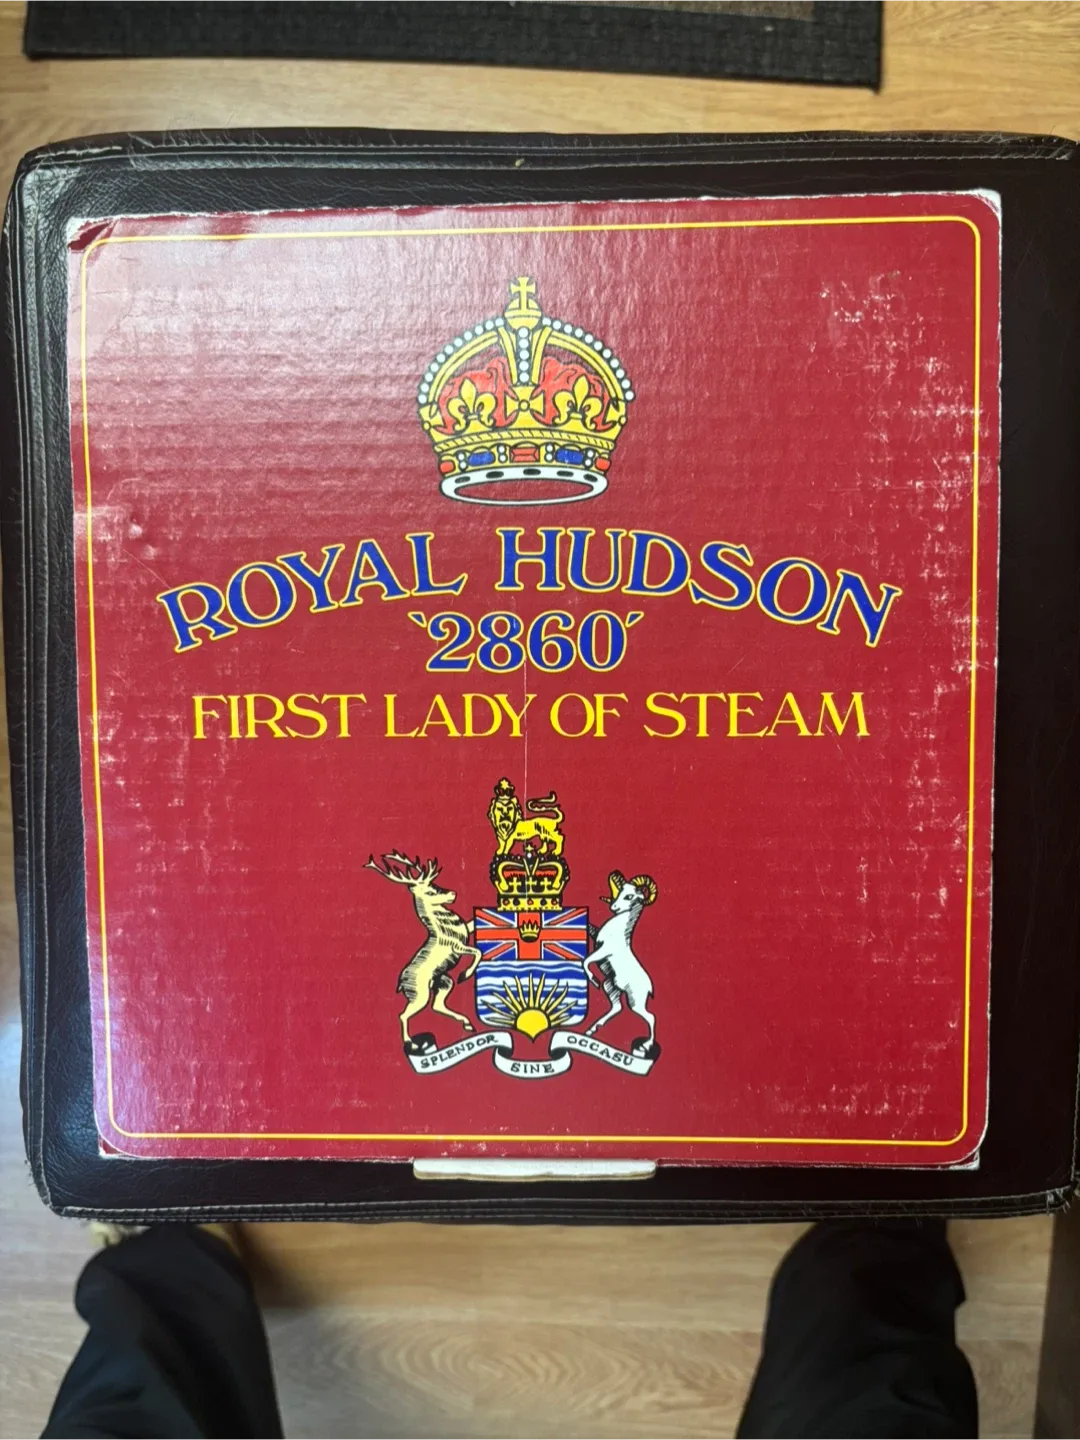 ROYAL HUDSON
‵2860′
FIRST LADY OF STEAM
SPLENDOR SINE OCCASU